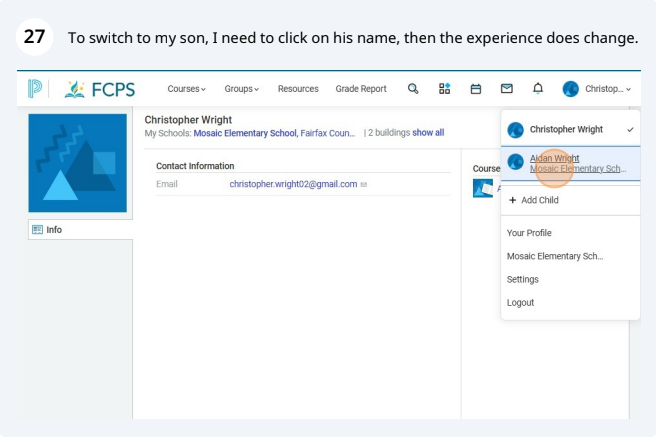 27 To switch to my son, I need to click on his name, then the experience does change.
FCPS Courses Groups Resources Grade Report Christop...
Christopher Wright
My Schools: Mosaic Elementary School, Fairfax Coun... | 2 buildings show all
Christopher Wright
Contact Information
Course
Aidan Wright
Mosaic Elementary Sch...
Email christopher.wright02@gmail.com
+ Add Child
Info
Your Profile
Mosaic Elementary Sch...
Settings
Logout